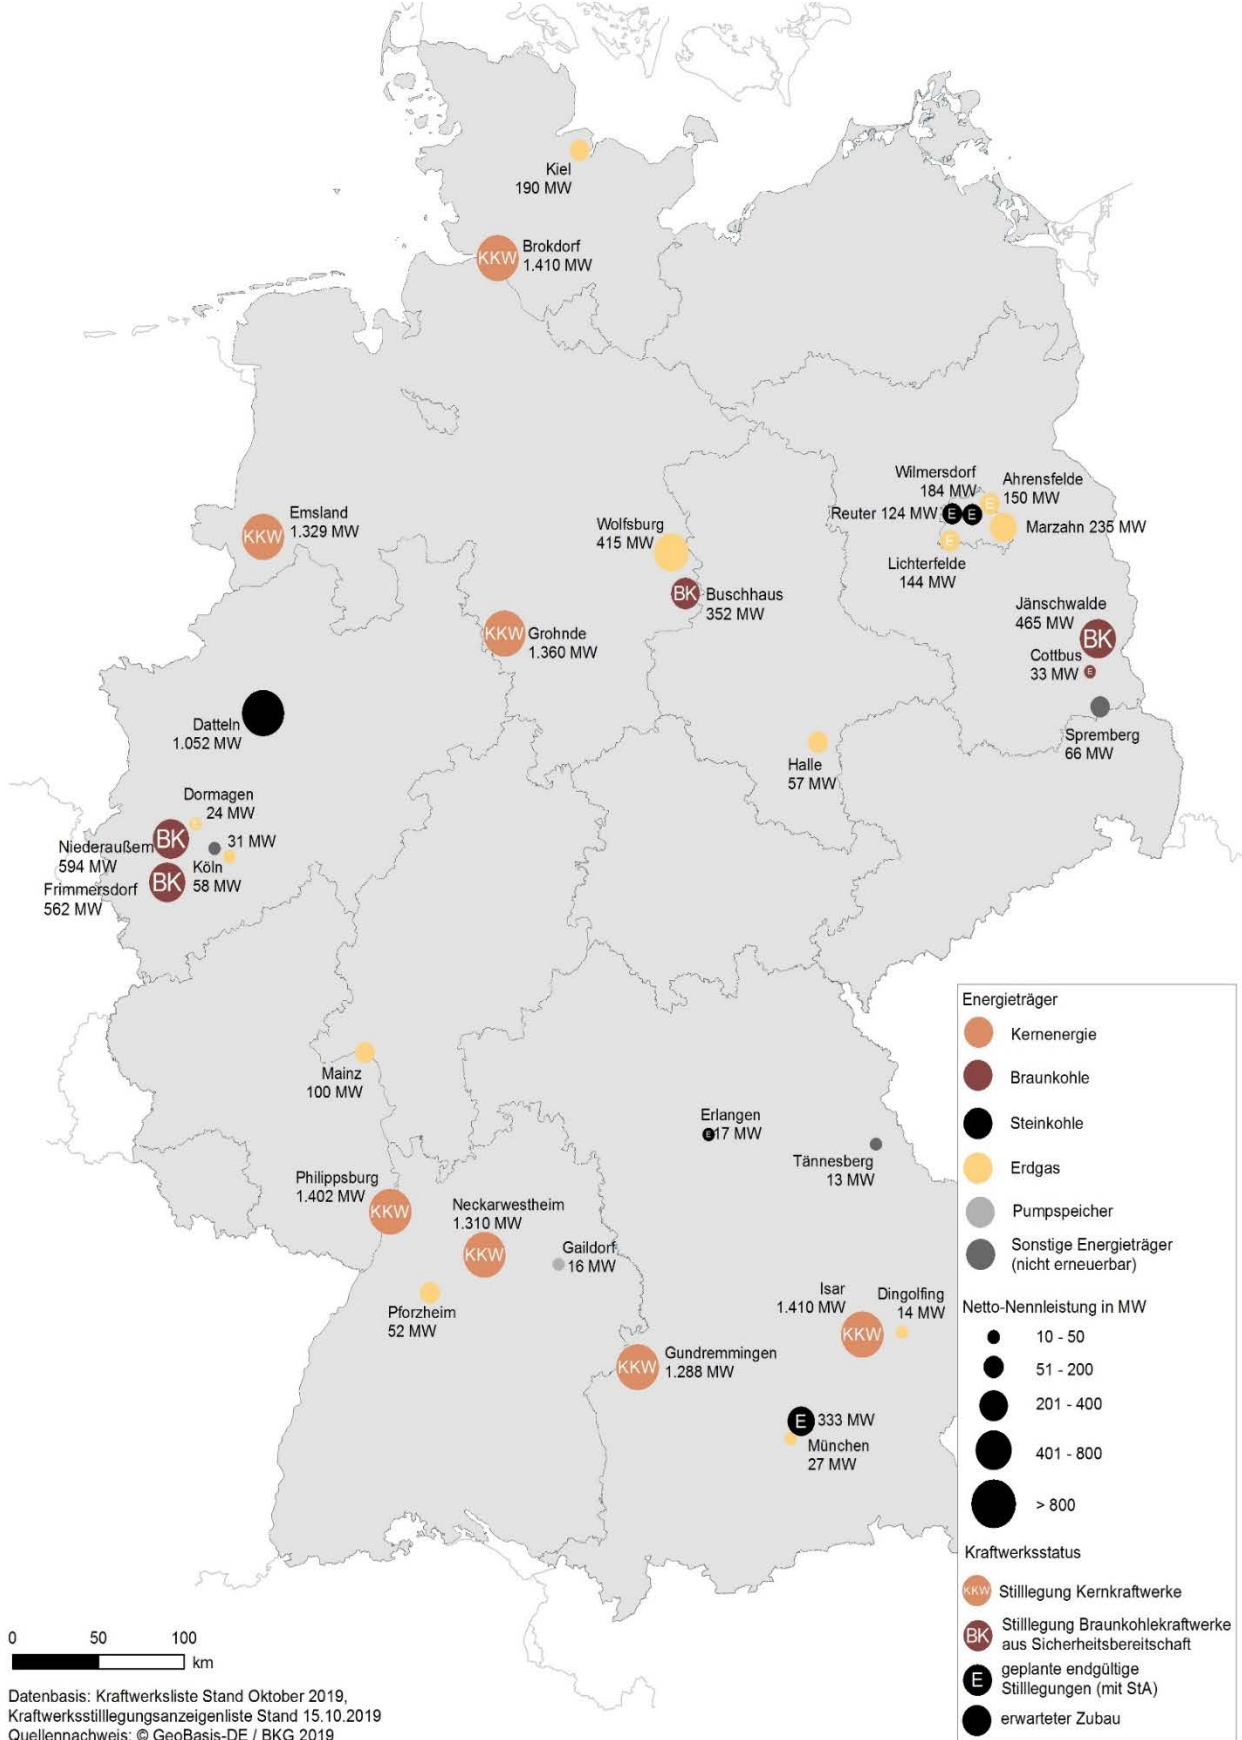 Kiel
190 MW
KKW
Brokdorf
1.410 MW
Wilmersdorf
184 MW
Ahrensfelde
150 MW
E
Reuter 124 MW
E
E
Marzahn 235 MW
E
Lichterfelde
144 MW
Emsland
1.329 MW
KKW
Wolfsburg
415 MW
BK
Buschhaus
352 MW
Jänschwalde
465 MW
BK
Cottbus
33 MW
E
KKW
Grohnde
1.360 MW
Spremberg
66 MW
Datteln
1.052 MW
Halle
57 MW
Dormagen
24 MW
E
BK
Niederaußem
594 MW
31 MW
Köln
58 MW
BK
Frimmersdorf
562 MW
Mainz
100 MW
Erlangen
E
17 MW
Tännesberg
13 MW
Philippsburg
1.402 MW
KKW
Neckarwestheim
1.310 MW
KKW
Gaildorf
16 MW
Pforzheim
52 MW
Isar
1.410 MW
KKW
Dingolfing
14 MW
KKW
Gundremmingen
1.288 MW
E
333 MW
München
27 MW
Energieträger
Kernenergie
Braunkohle
Steinkohle
Erdgas
Pumpspeicher
Sonstige Energieträger
(nicht erneuerbar)
Netto-Nennleistung in MW
10 - 50
51 - 200
201 - 400
401 - 800
> 800
Kraftwerksstatus
KKW Stilllegung Kernkraftwerke
BK Stilllegung Braunkohlekraftwerke
aus Sicherheitsbereitschaft
E geplante endgültige
Stilllegungen (mit StA)
erwarteter Zubau
0 50 100
km
Datenbasis: Kraftwerksliste Stand Oktober 2019,
Kraftwerksstilllegungsanzeigenliste Stand 15.10.2019
Quellennachweis: © GeoBasis-DE / BKG 2019